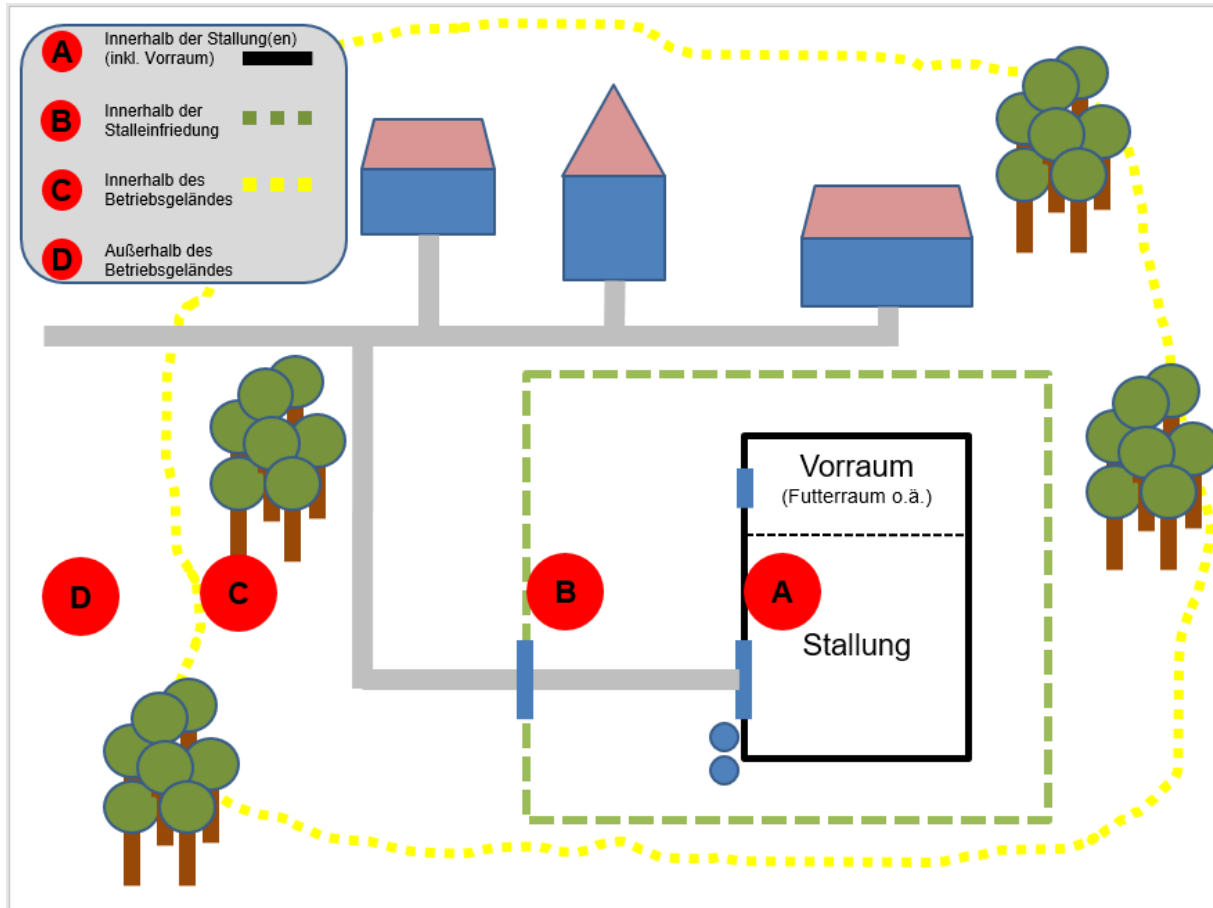 A
Innerhalb der Stallung(en)
(inkl. Vorraum)
B
Innerhalb der
Stalleinfriedung
C
Innerhalb des
Betriebsgeländes
D
Außerhalb des
Betriebsgeländes
Vorraum
(Futterraum o.ä.)
D
C
B
A
Stallung